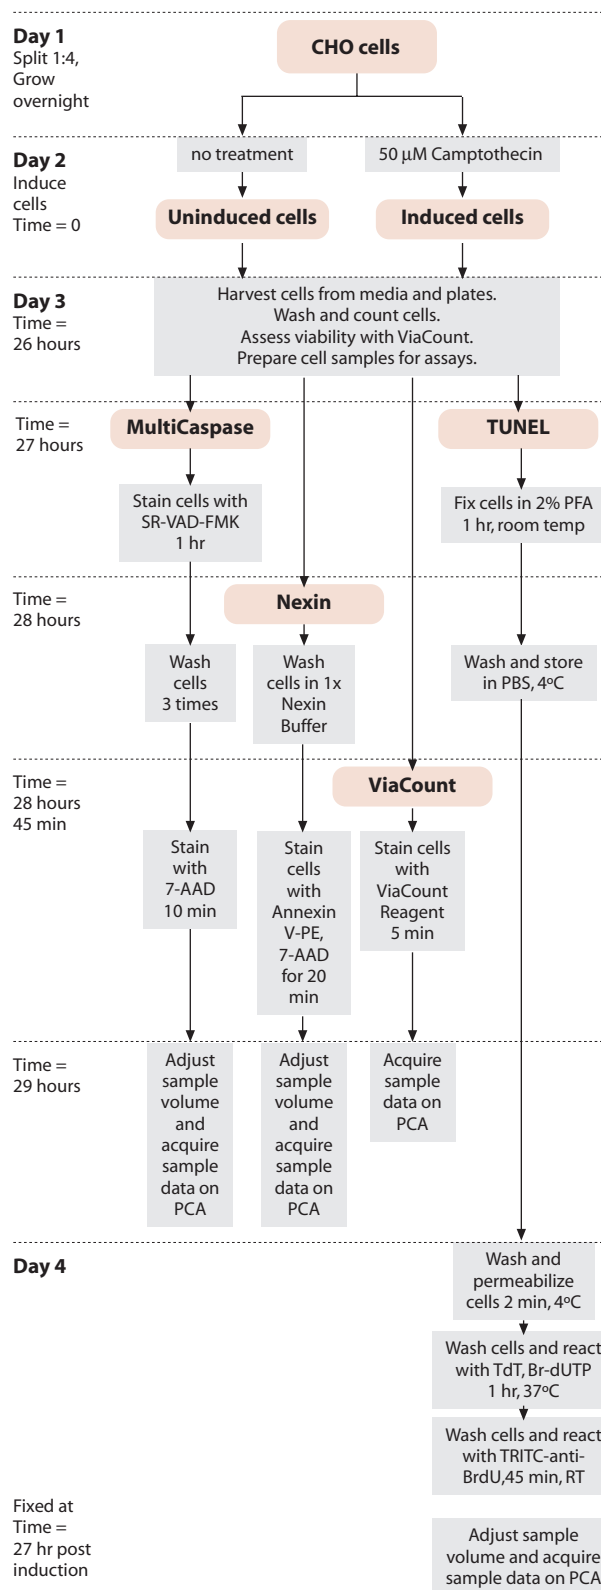 Day 1
Split 1:4,
Grow
overnight
CHO cells
Day 2
Induce
cells
Time = 0
no treatment
50 µM Camptothecin
Uninduced cells
Induced cells
Day 3
Time =
26 hours
Harvest cells from media and plates.
Wash and count cells.
Assess viability with ViaCount.
Prepare cell samples for assays.
Time =
27 hours
MultiCaspase
TUNEL
Stain cells with
SR-VAD-FMK
1 hr
Fix cells in 2% PFA
1 hr, room temp
Time =
28 hours
Nexin
Wash
cells
3 times
Wash
cells in 1x
Nexin
Buffer
Wash and store
in PBS, 4ºC
Time =
28 hours
45 min
ViaCount
Stain
with
7-AAD
10 min
Stain
cells
with
Annexin
V-PE,
7-AAD
for 20
min
Stain cells
with
ViaCount
Reagent
5 min
Time =
29 hours
Adjust
sample
volume
and
acquire
sample
data on
PCA
Adjust
sample
volume
and
acquire
sample
data on
PCA
Acquire
sample
data on
PCA
Day 4
Wash and
permeabilize
cells 2 min, 4ºC
Wash cells and react
with TdT, Br-dUTP
1 hr, 37ºC
Wash cells and react
with TRITC-anti-
BrdU,45 min, RT
Fixed at
Time =
27 hr post
induction
Adjust sample
volume and acquire
sample data on PCA